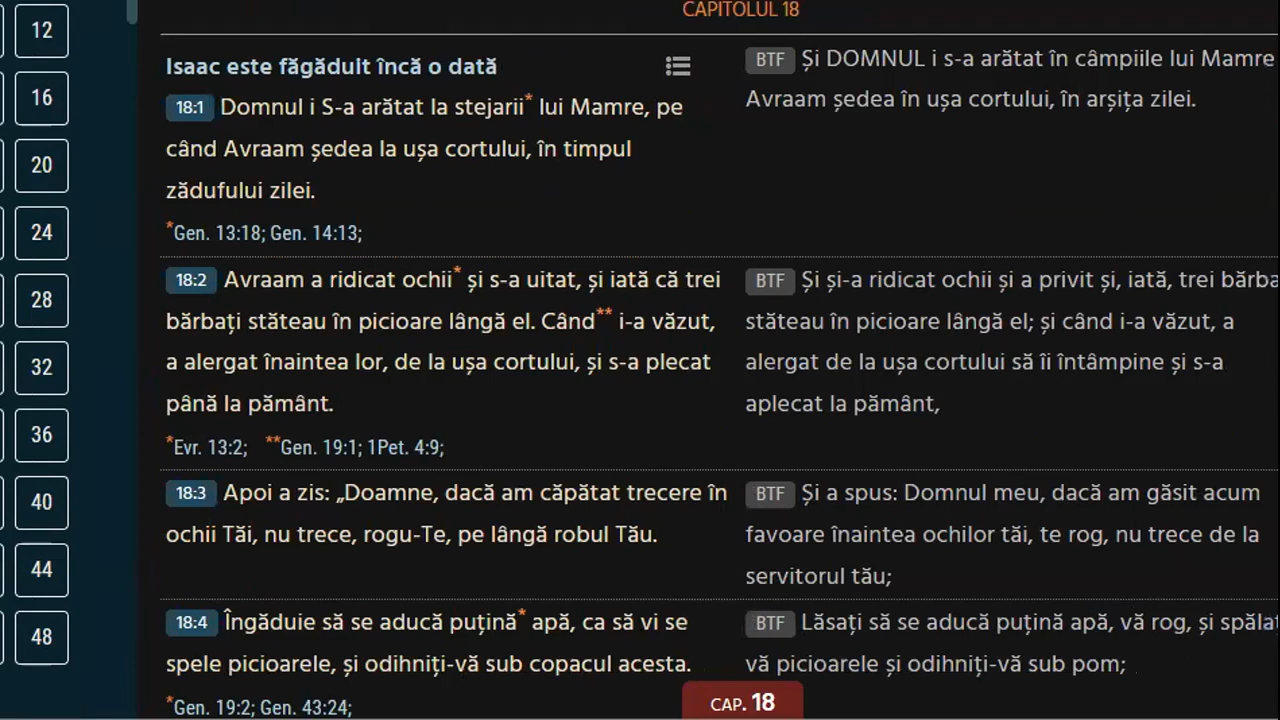 12
16
20
24
28
32
36
40
44
48
CAPITOLUL 18
Isaac este făgăduit încă o dată
18:1 Domnul i S-a arătat la stejarii* lui Mamre, pe
când Avraam ședea la ușa cortului, în timpul
zădufului zilei.
*Gen. 13:18; Gen. 14:13;
BTF Și DOMNUL i s-a arătat în câmpiile lui Mamre
Avraam ședea în ușa cortului, în arșița zilei.
18:2 Avraam a ridicat ochii* și s-a uitat, și iată că trei
bărbați stăteau în picioare lângă el. Când** i-a văzut,
a alergat înaintea lor, de la ușa cortului, și s-a plecat
până la pământ.
*Evr. 13:2; **Gen. 19:1; 1Pet. 4:9;
BTF Și și-a ridicat ochii și a privit și, iată, trei bărba
stăteau în picioare lângă el; și când i-a văzut, a
alergat de la ușa cortului să îi întâmpine și s-a
aplecat la pământ,
18:3 Apoi a zis: „Doamne, dacă am căpătat trecere în
ochii Tăi, nu trece, rogu-Te, pe lângă robul Tău.
BTF Și a spus: Domnul meu, dacă am găsit acum
favoare înaintea ochilor tăi, te rog, nu trece de la
servitorul tău;
18:4 Îngăduie să se aducă puțină* apă, ca să vi se
spele picioarele, și odihniți-vă sub copacul acesta.
*Gen. 19:2; Gen. 43:24;
BTF Lăsați să se aducă puțină apă, vă rog, și spălaț
vă picioarele și odihniți-vă sub pom;
CAP. 18